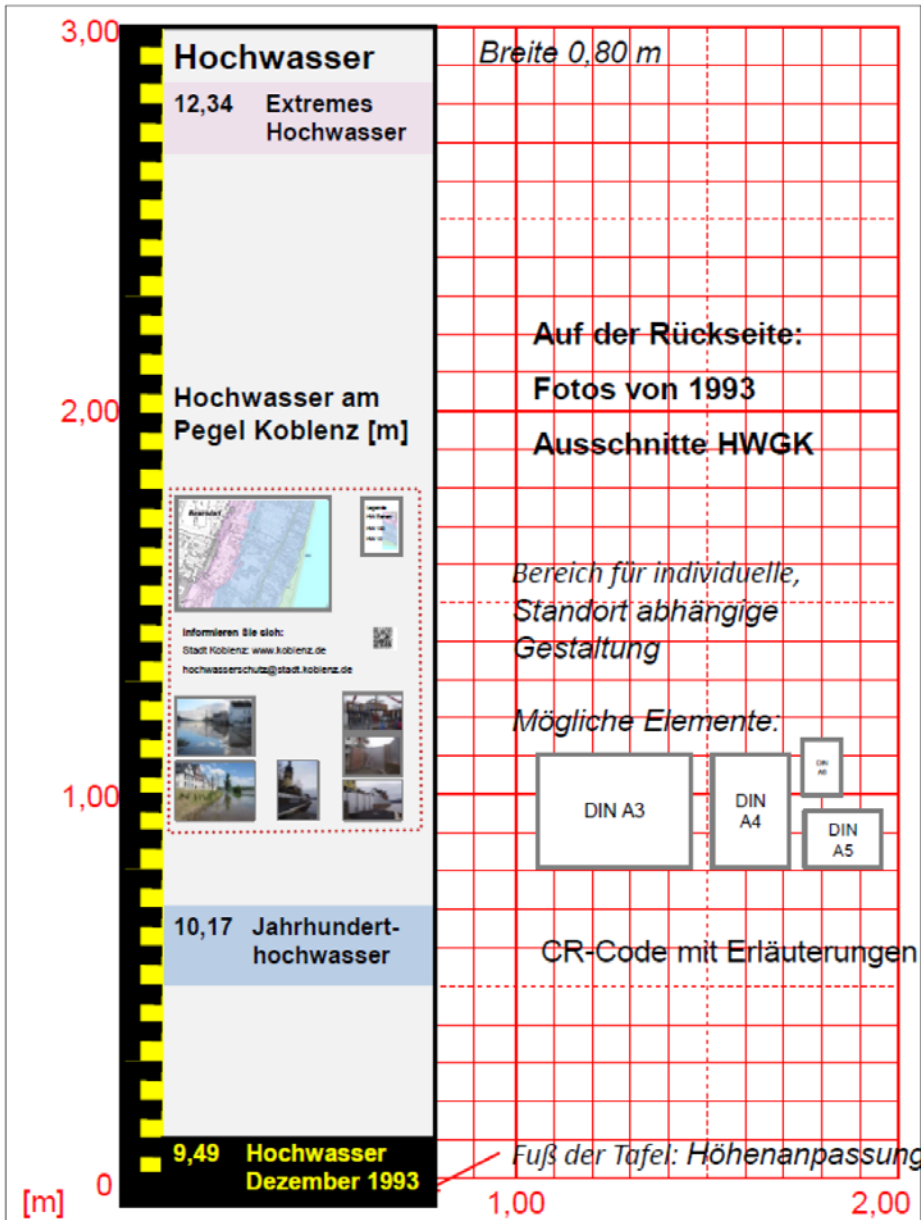 3,00
Hochwasser
Breite 0,80 m
12,34 Extremes
Hochwasser
Auf der Rückseite:
Fotos von 1993
Ausschnitte HWGK
2,00
Hochwasser am
Pegel Koblenz [m]
Legende
Informieren Sie sich:
Stadt Koblenz: www.koblenz.de
hochwasserschutz@stadt.koblenz.de
Bereich für individuelle,
Standort abhängige
Gestaltung
Mögliche Elemente:
DIN A3
DIN
A4
DIN
A6
DIN
A5
1,00
10,17 Jahrhundert-
hochwasser
CR-Code mit Erläuterungen
9,49 Hochwasser
Dezember 1993
Fuß der Tafel: Höhenanpassung
0
[m]
1,00
2,00